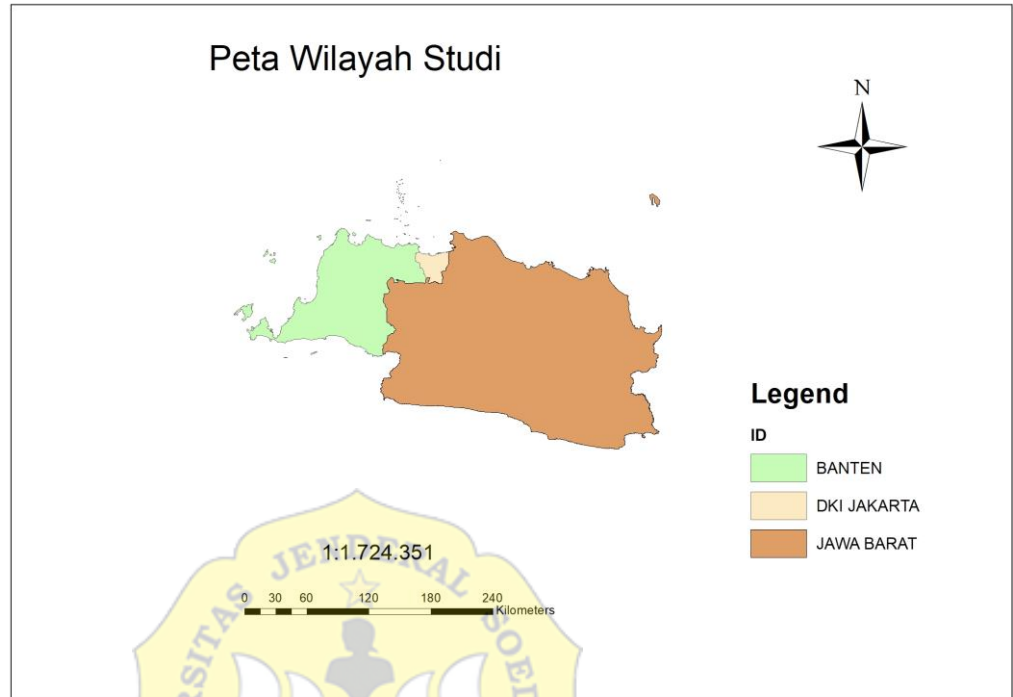 Peta Wilayah Studi
N
Legend
ID
BANTEN
DKI JAKARTA
JAWA BARAT
1:1.724.351
0 30 60 120 180 240
Kilometers
JENDERAL